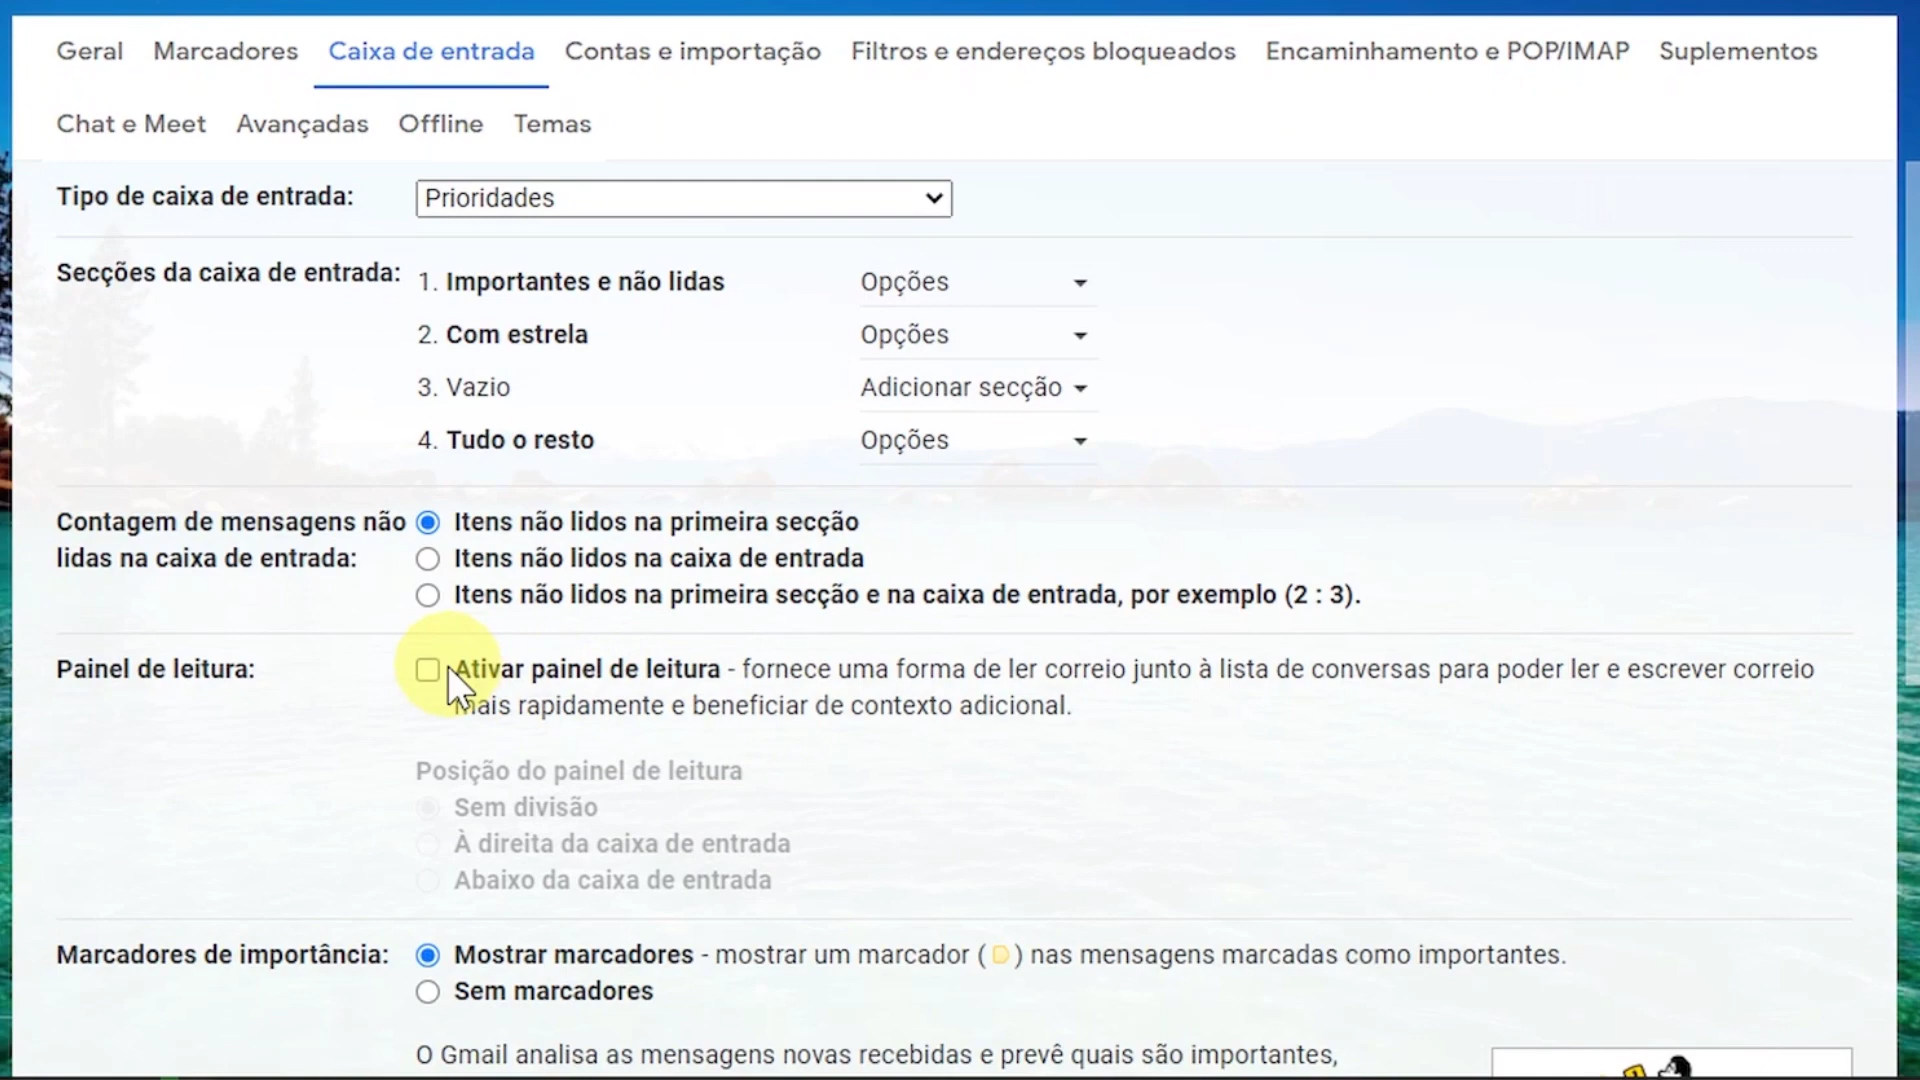 Geral Marcadores Caixa de entrada Contas e importação Filtros e endereços bloqueados Encaminhamento e POP/IMAP Suplementos
Chat e Meet Avançadas Offline Temas
Tipo de caixa de entrada: Prioridades
Secções da caixa de entrada: 1. Importantes e não lidas Opções
2. Com estrela Opções
3. Vazio Adicionar secção
4. Tudo o resto Opções
Contagem de mensagens não Itens não lidos na primeira secção
lidas na caixa de entrada: Itens não lidos na caixa de entrada
Itens não lidos na primeira secção e na caixa de entrada, por exemplo (2 : 3).
Painel de leitura: Ativar painel de leitura - fornece uma forma de ler correio junto à lista de conversas para poder ler e escrever correio
mais rapidamente e beneficiar de contexto adicional.
Posição do painel de leitura
Sem divisão
À direita da caixa de entrada
Abaixo da caixa de entrada
Marcadores de importância: Mostrar marcadores - mostrar um marcador ( ) nas mensagens marcadas como importantes.
Sem marcadores
O Gmail analisa as mensagens novas recebidas e prevê quais são importantes,